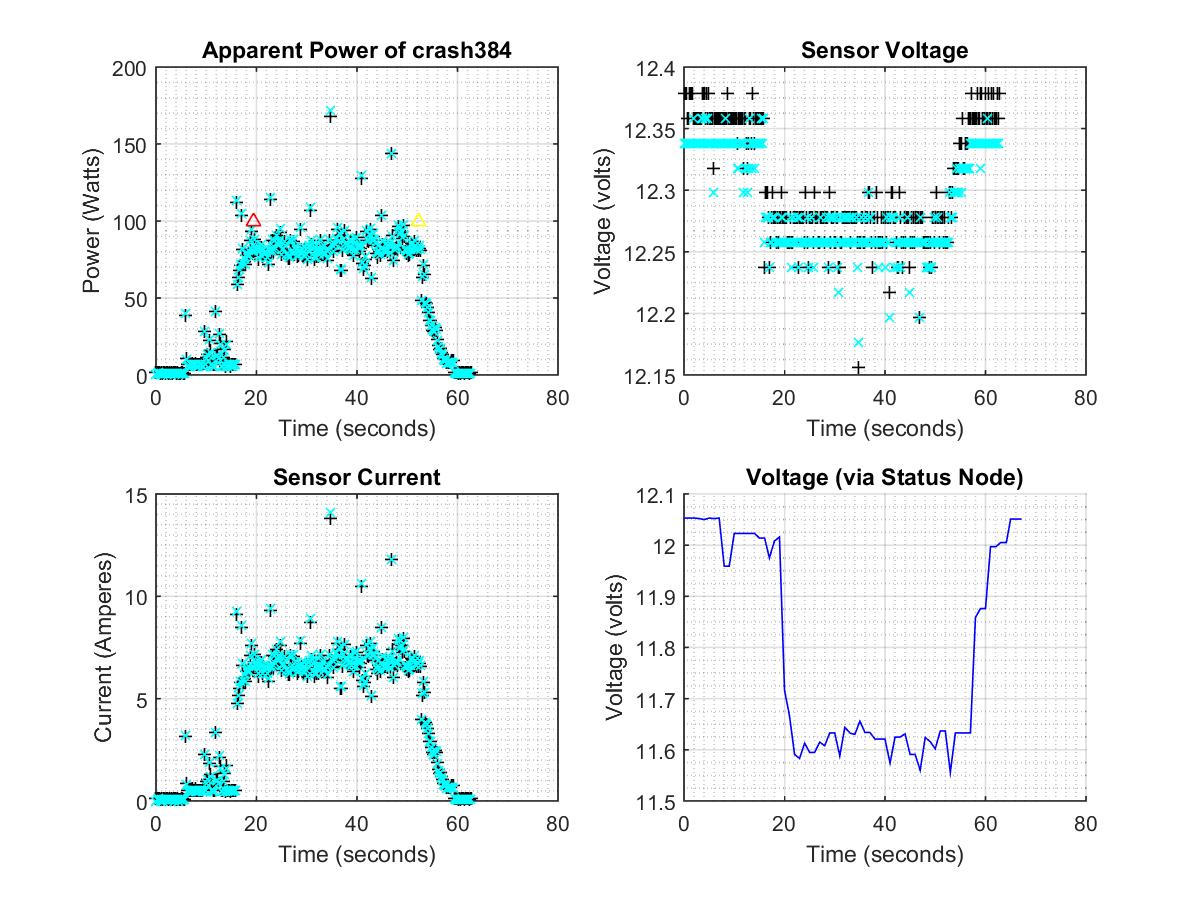 Apparent Power of crash384
200
150
100
50
0
Power (Watts)
0 20 40 60 80
Time (seconds)
Sensor Voltage
12.4
12.35
12.3
12.25
12.2
12.15
Voltage (volts)
0 20 40 60 80
Time (seconds)
Sensor Current
15
10
5
0
Current (Amperes)
0 20 40 60 80
Time (seconds)
Voltage (via Status Node)
12.1
12
11.9
11.8
11.7
11.6
11.5
Voltage (volts)
0 20 40 60 80
Time (seconds)